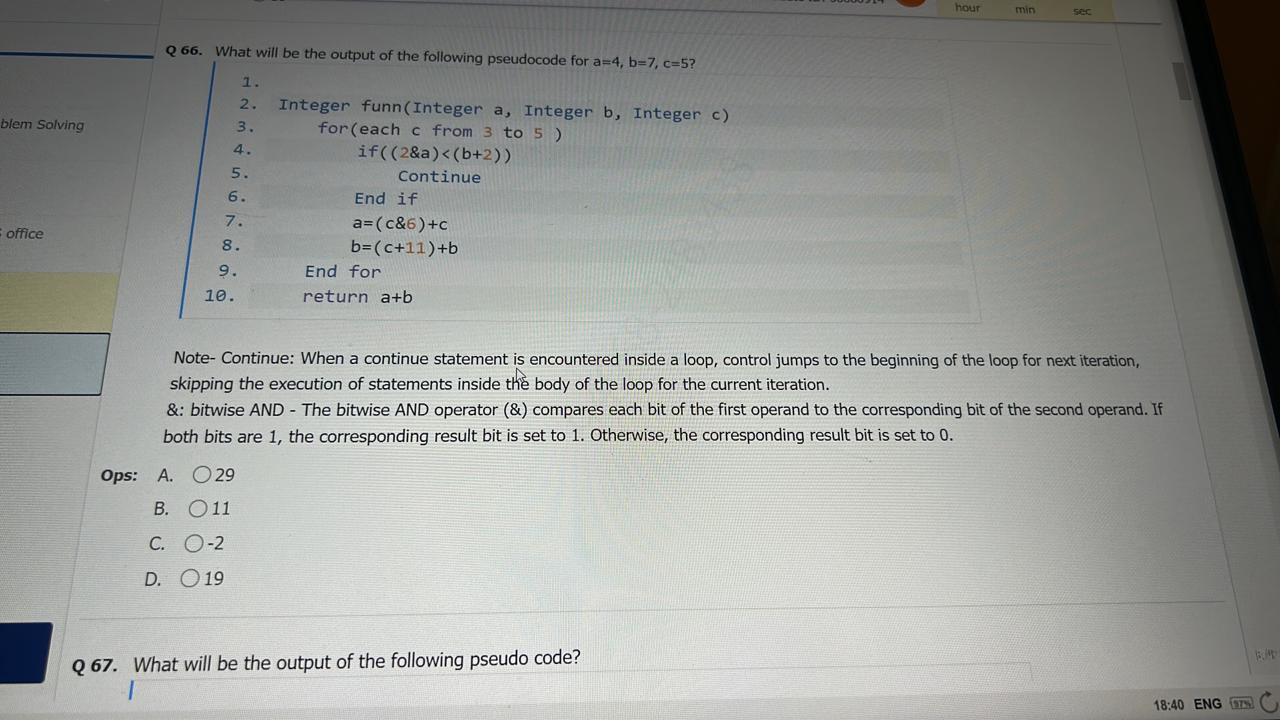 hour min sec
Q 66. What will be the output of the following pseudocode for a=4, b=7, c=5?
1.
2. Integer funn(Integer a, Integer b, Integer c)
3. for(each c from 3 to 5 )
4. if((2&a)<(b+2))
5. Continue
6. End if
7. a=(c&6)+c
8. b=(c+11)+b
9. End for
10. return a+b
blem Solving
office
Note- Continue: When a continue statement is encountered inside a loop, control jumps to the beginning of the loop for next iteration,
skipping the execution of statements inside the body of the loop for the current iteration.
&: bitwise AND - The bitwise AND operator (&) compares each bit of the first operand to the corresponding bit of the second operand. If
both bits are 1, the corresponding result bit is set to 1. Otherwise, the corresponding result bit is set to 0.
Ops: A. 29
B. 11
C. -2
D. 19
Q 67. What will be the output of the following pseudo code?
18:40 ENG 97%